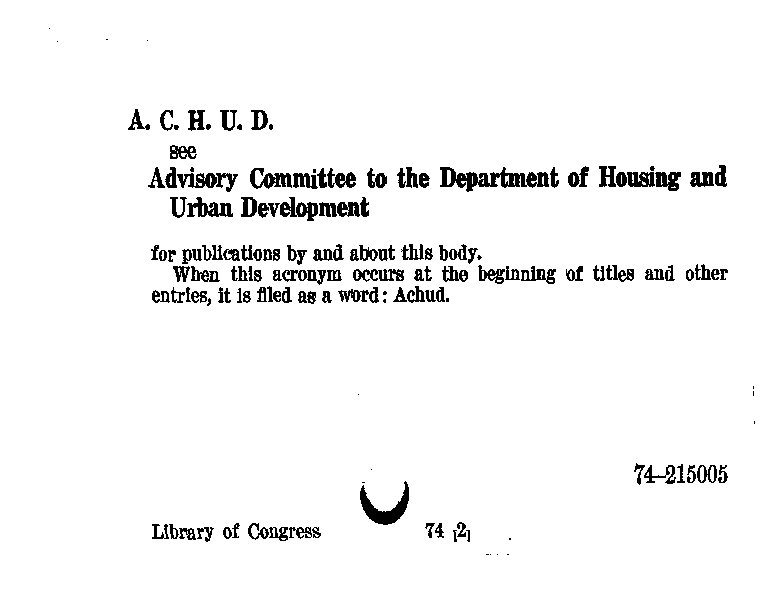 A. C. H. U. D.
see
Advisory Committee to the Department of Housing and
Urban Development
for publications by and about this body.
When this acronym occurs at the beginning of titles and other
entries, it is filed as a word: Achud.
74–215005
Library of Congress 74 [2]